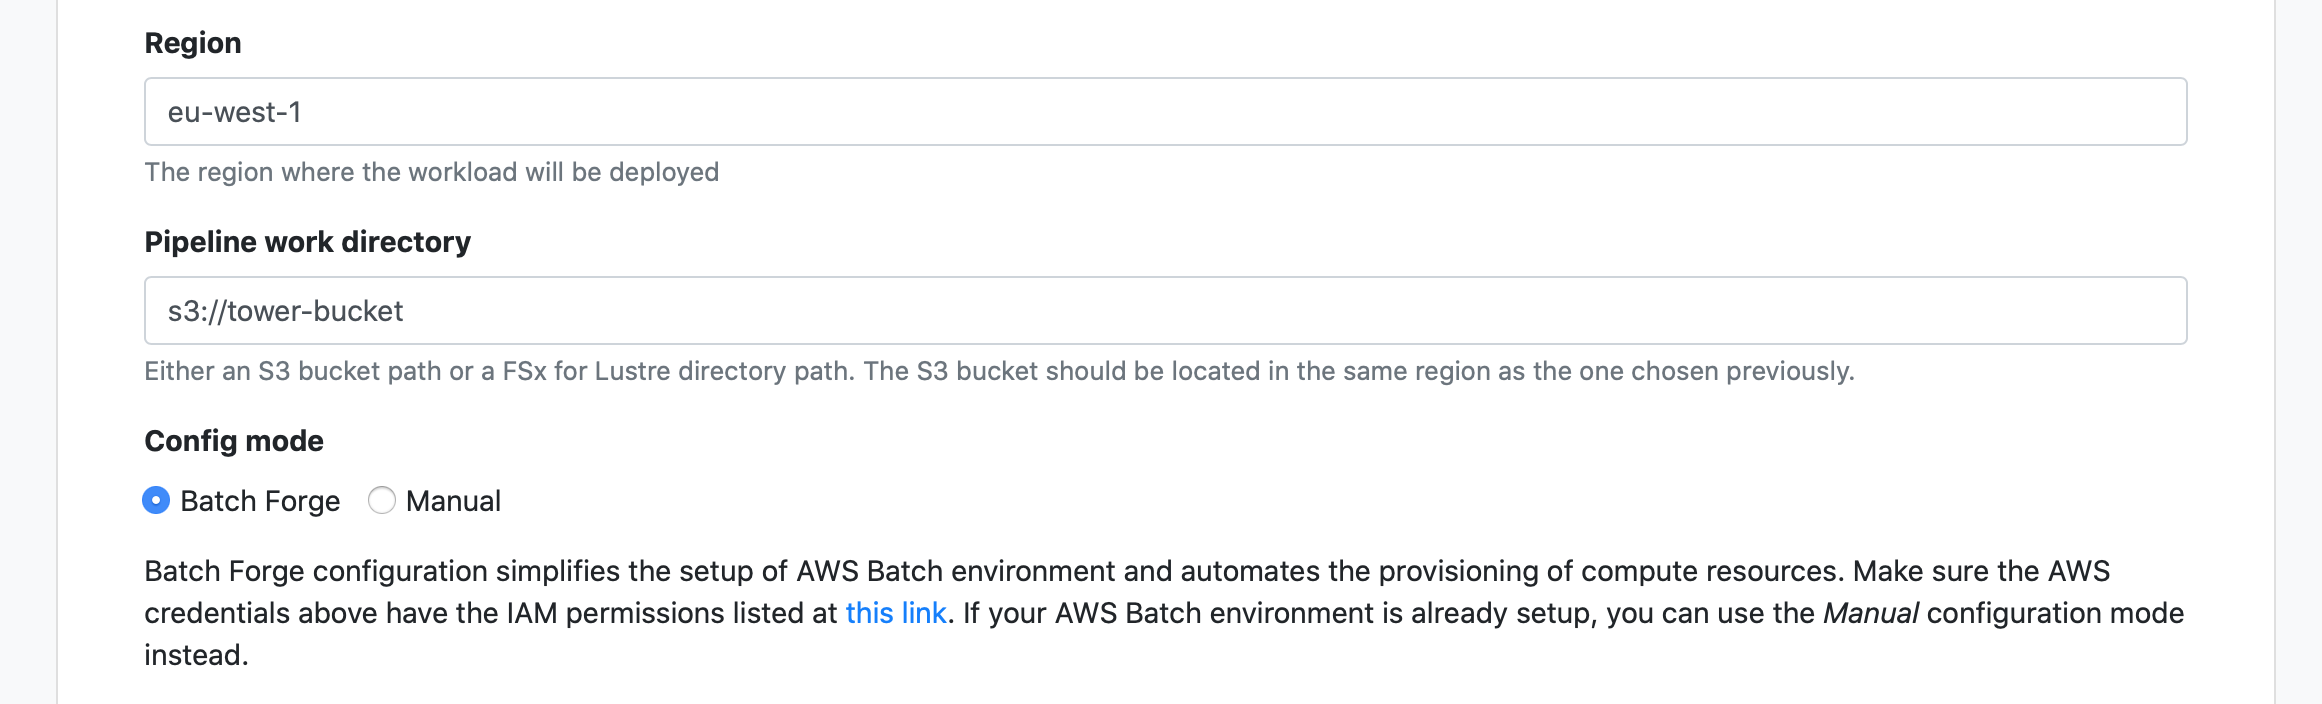 Region
eu-west-1
The region where the workload will be deployed
Pipeline work directory
s3://tower-bucket
Either an S3 bucket path or a FSx for Lustre directory path. The S3 bucket should be located in the same region as the one chosen previously.
Config mode
Batch Forge Manual
Batch Forge configuration simplifies the setup of AWS Batch environment and automates the provisioning of compute resources. Make sure the AWS
credentials above have the IAM permissions listed at this link. If your AWS Batch environment is already setup, you can use the Manual configuration mode
instead.